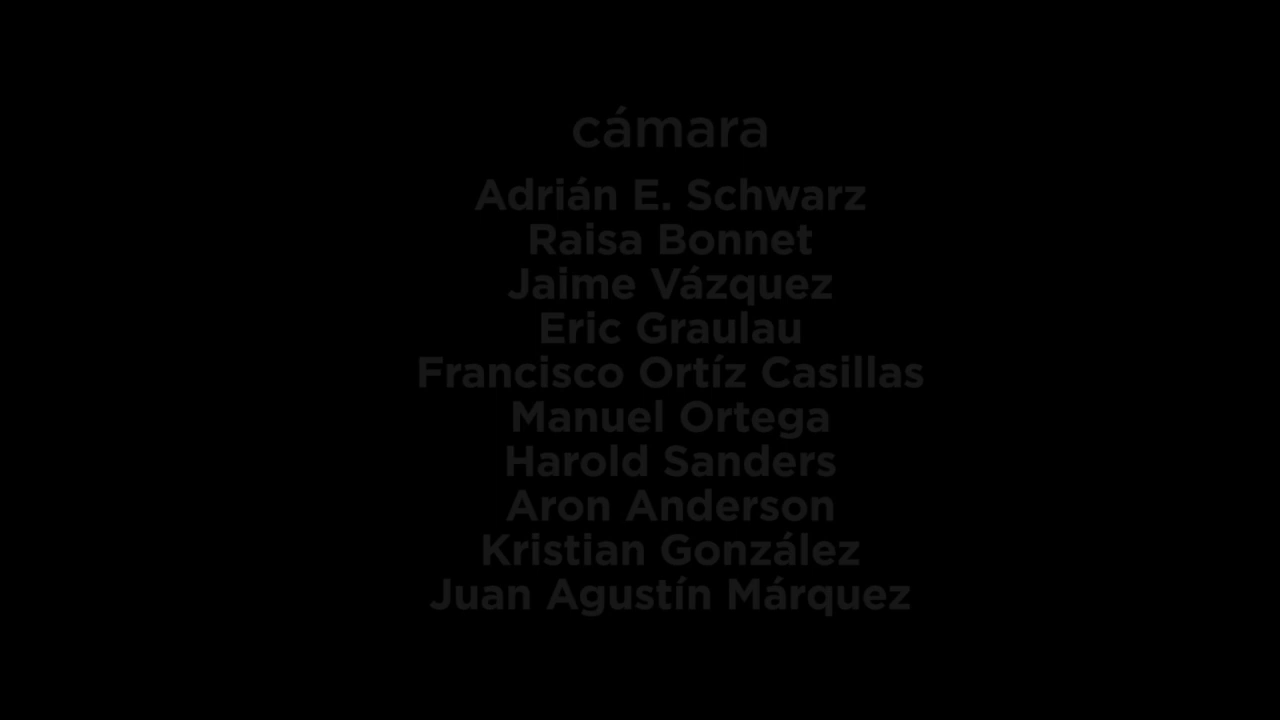 cámara
Adrián E. Schwarz
Raisa Bonnet
Jaime Vázquez
Eric Graulau
Francisco Ortíz Casillas
Manuel Ortega
Harold Sanders
Aron Anderson
Kristian González
Juan Agustín Márquez